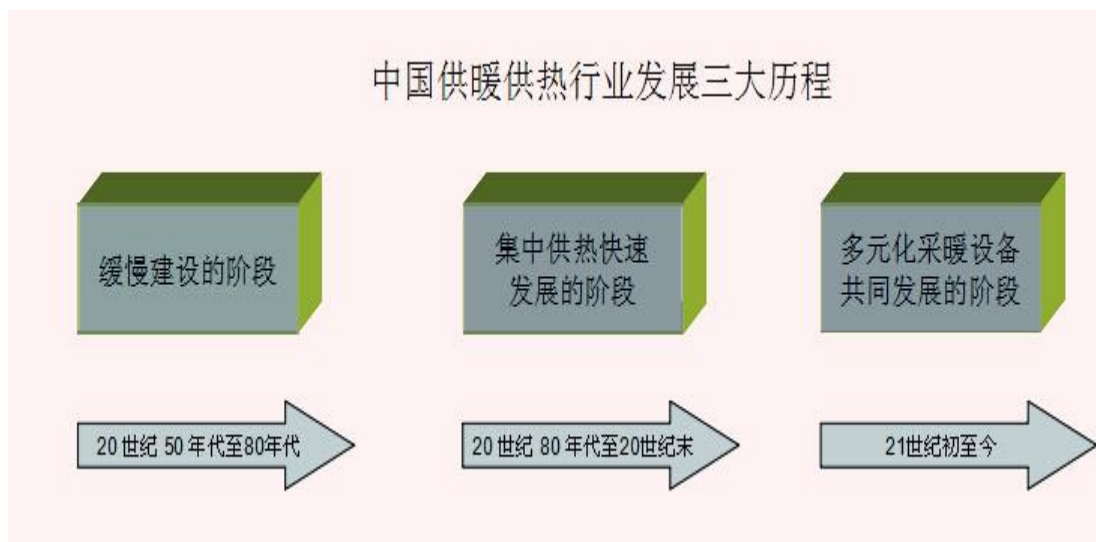 中国供暖供热行业发展三大历程
缓慢建设的阶段
集中供热快速
发展的阶段
多元化采暖设备
共同发展的阶段
20世纪 50年代至80年代
20世纪 80年代至20世纪末
21世纪初至今